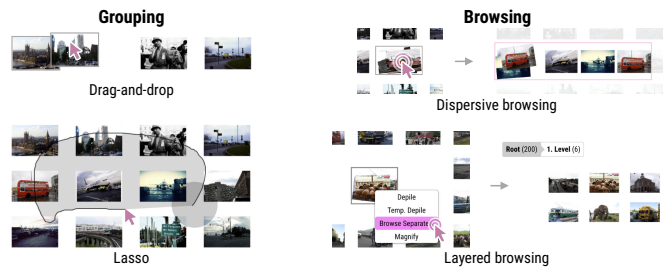 Grouping
Drag-and-drop
Lasso
Browsing
Dispersive browsing
Root (200) 1. Level (6)
Depile
Temp. Depile
Browse Separate
Magnify
Layered browsing